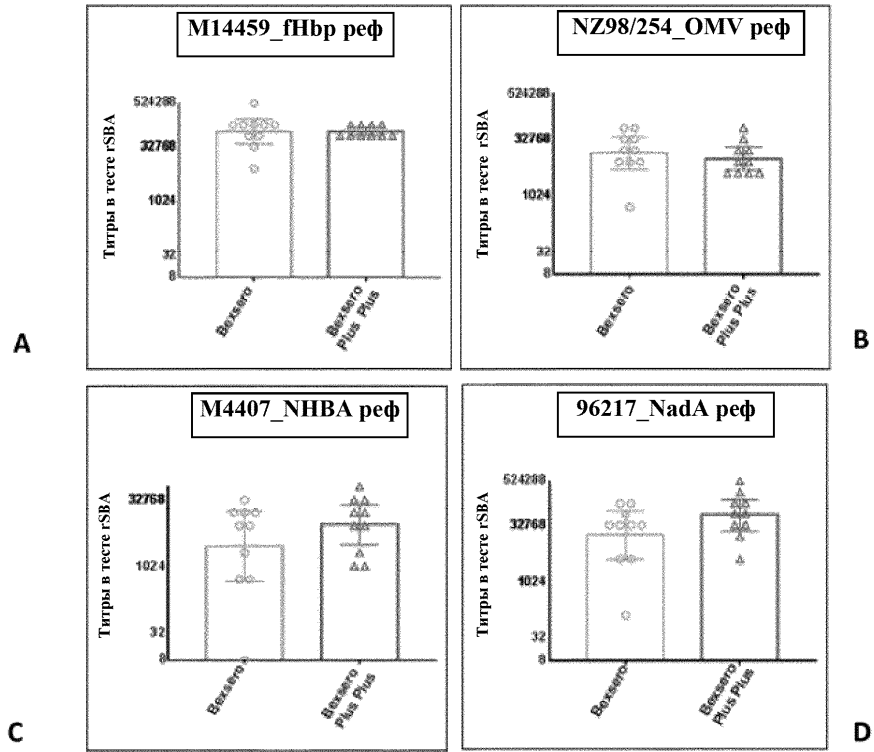 M14459_fHbp реф
Титры в тесте rSBA
524288
32768
1024
32
8
Bexsero
Bexsero
Plus Plus
A
NZ98/254_OMV реф
Титры в тесте rSBA
524288
32768
1024
32
8
Bexsero
Bexsero
Plus Plus
B
M4407_NHBA реф
Титры в тесте rSBA
32768
1024
32
8
Bexsero
Bexsero
Plus Plus
C
96217_NadA реф
Титры в тесте rSBA
524288
32768
1024
32
8
Bexsero
Bexsero
Plus Plus
D